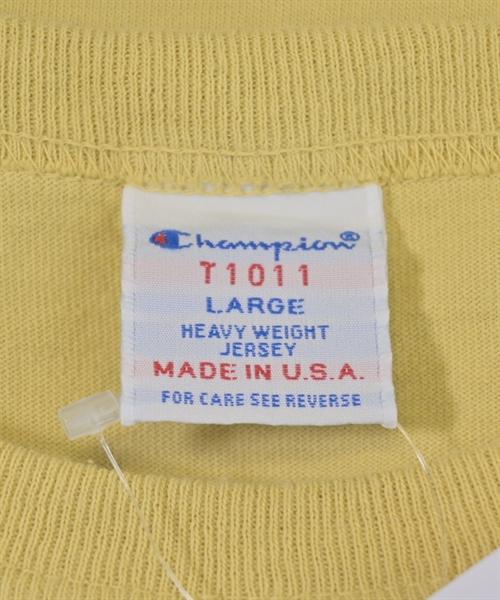 Champion®
T1011
LARGE
HEAVY WEIGHT
JERSEY
MADE IN U.S.A.
FOR CARE SEE REVERSE